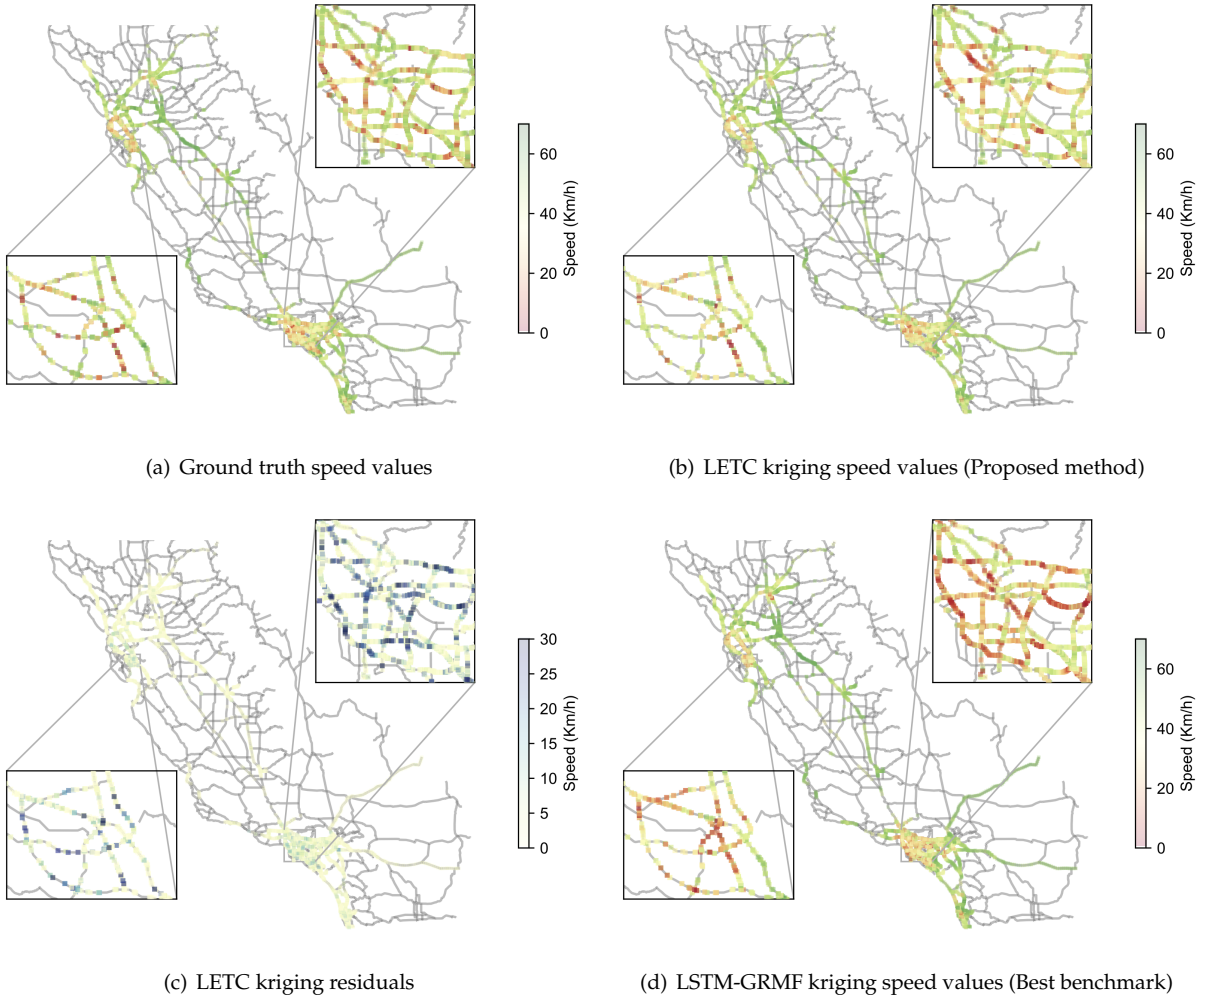 60
40
20
0
Speed (Km/h)
60
40
20
0
Speed (Km/h)
(a) Ground truth speed values
(b) LETC kriging speed values (Proposed method)
30
25
20
15
10
5
0
Speed (Km/h)
60
40
20
0
Speed (Km/h)
(c) LETC kriging residuals
(d) LSTM-GRMF kriging speed values (Best benchmark)